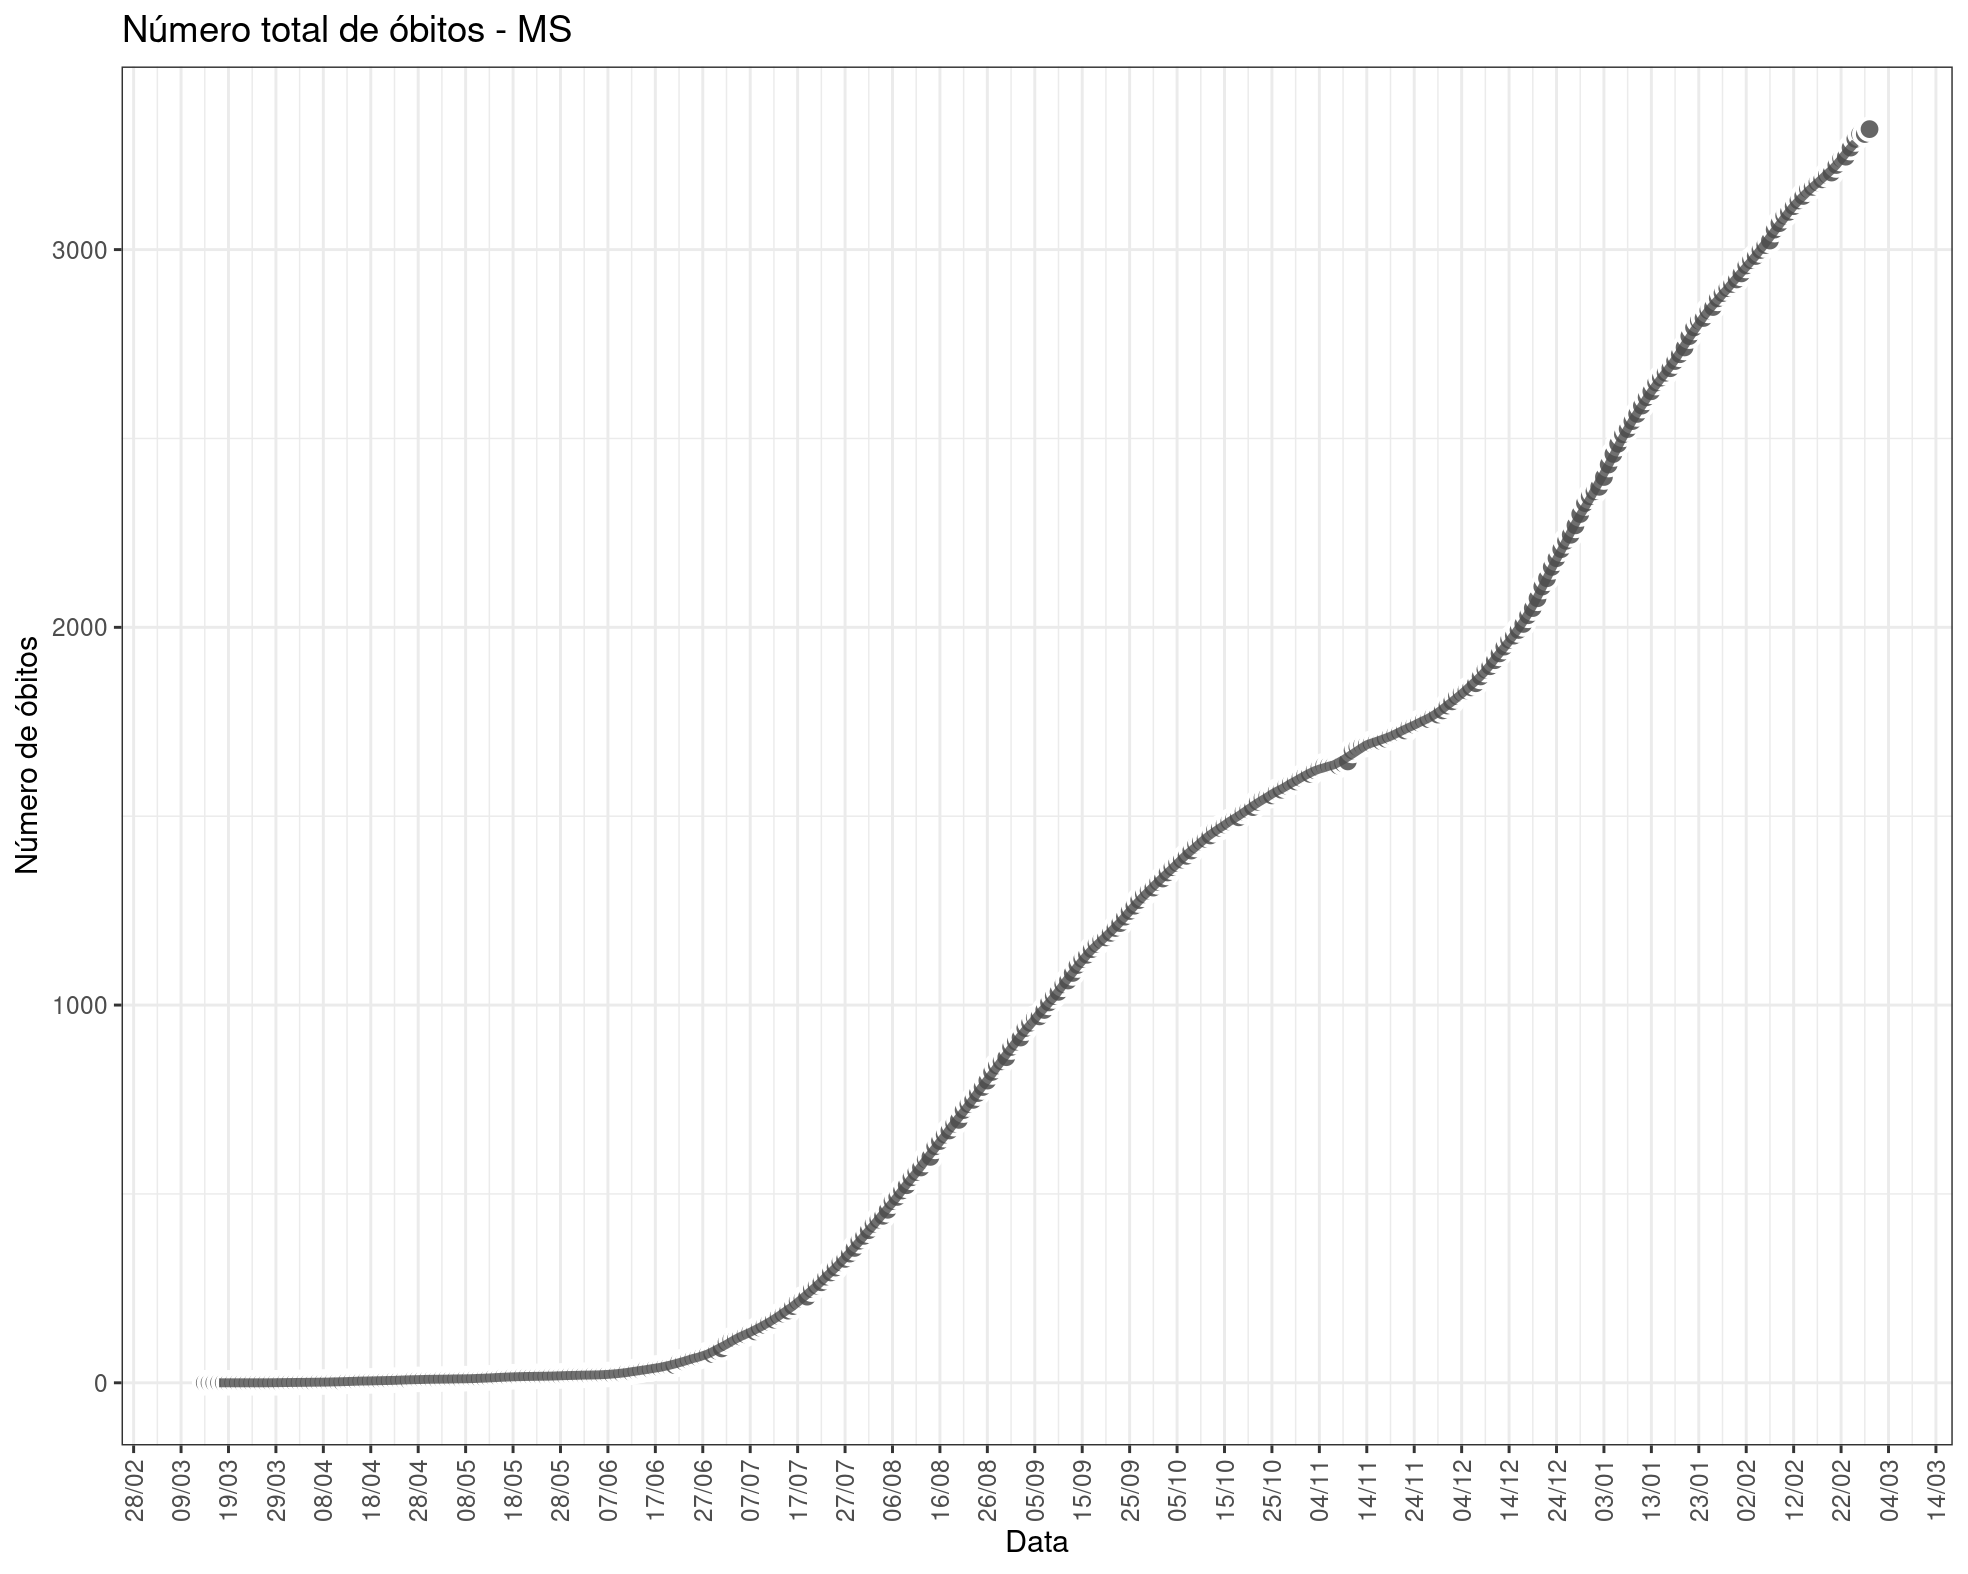 Número total de óbitos - MS
Número de óbitos
3000
2000
1000
0
28/02 09/03 19/03 29/03 08/04 18/04 28/04 08/05 18/05 28/05 07/06 17/06 27/06 07/07 17/07 27/07 06/08 16/08 26/08 05/09 15/09 25/09 05/10 15/10 25/10 04/11 14/11 24/11 04/12 14/12 24/12 03/01 13/01 23/01 02/02 12/02 22/02 04/03 14/03
Data